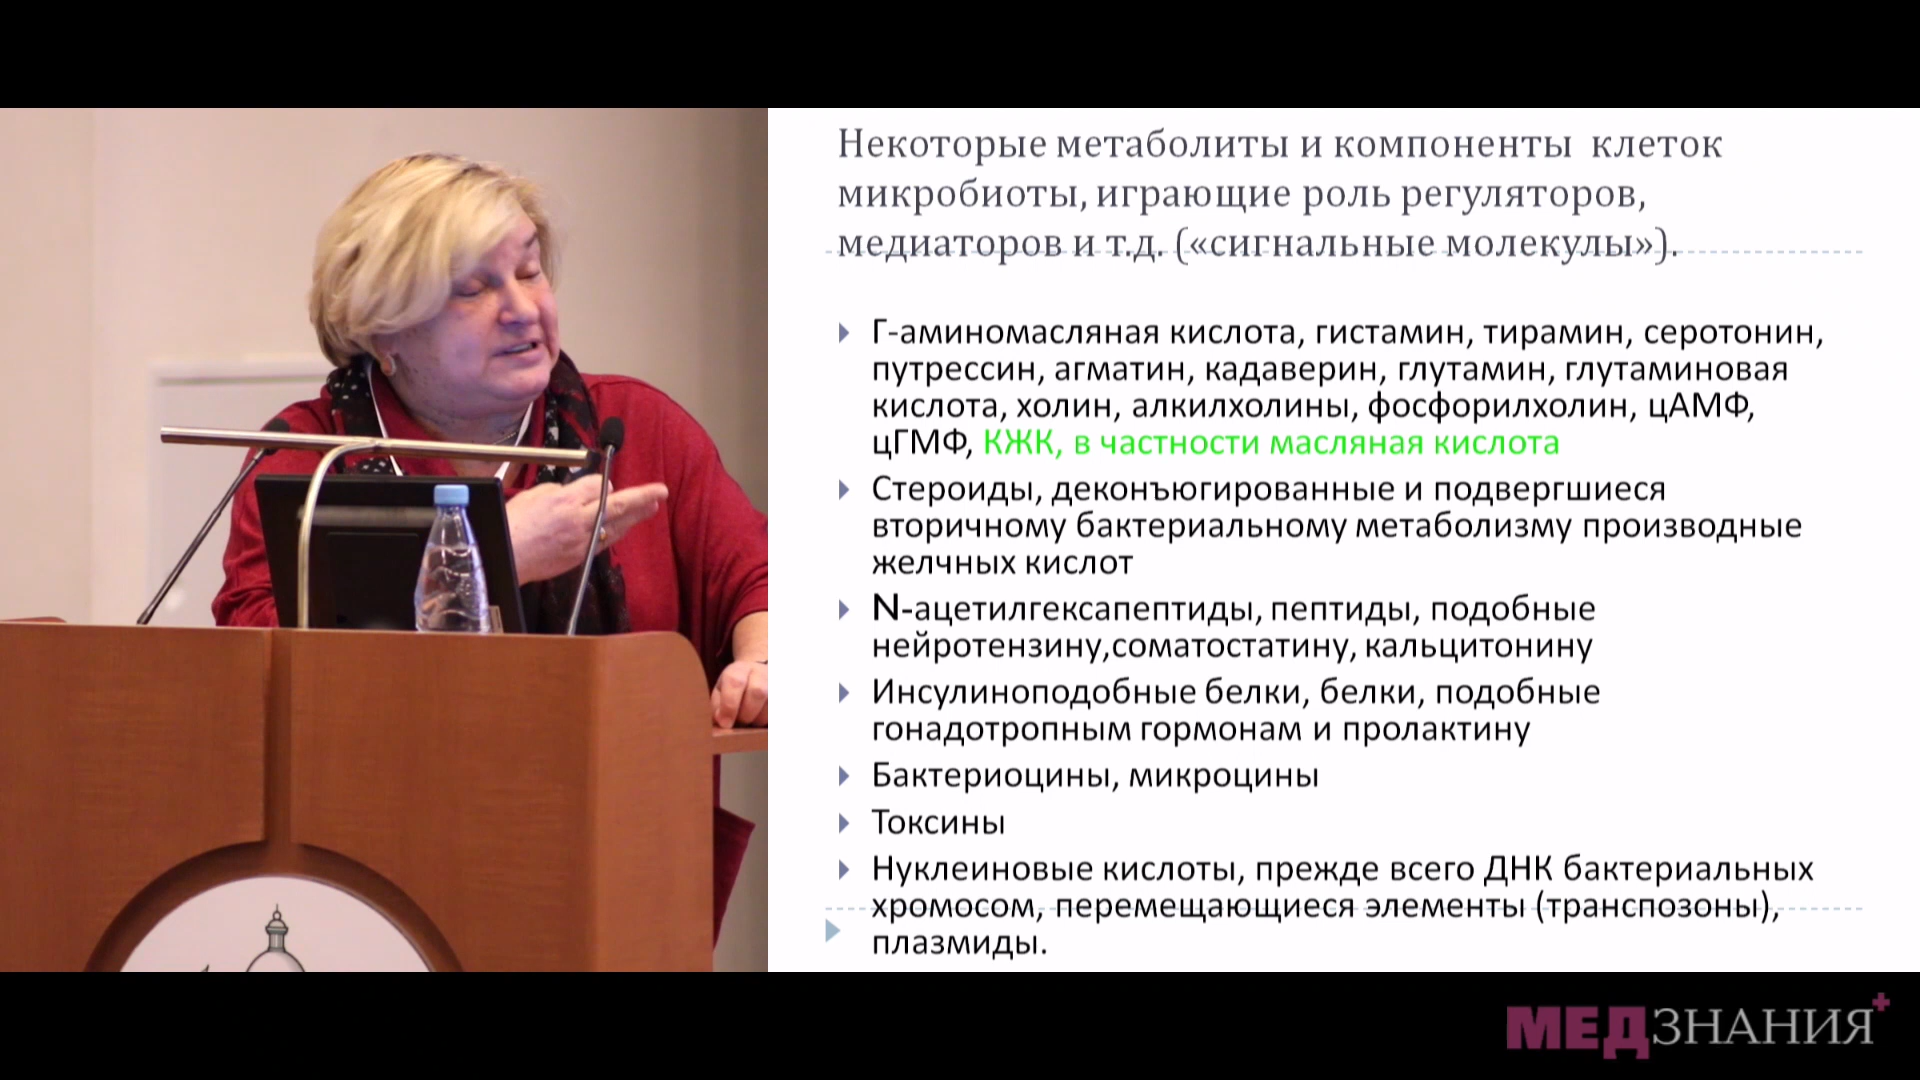 Некоторые метаболиты и компоненты клеток
микробиоты, играющие роль регуляторов,
медиаторов и т.д. («сигнальные молекулы»).
Г-аминомасляная кислота, гистамин, тирамин, серотонин,
путрессин, агматин, кадаверин, глутамин, глутаминовая
кислота, холин, алкилхолины, фосфорилхолин, цАМФ,
цГМФ, КЖК, в частности масляная кислота
Стероиды, деконъюгированные и подвергшиеся
вторичному бактериальному метаболизму производные
желчных кислот
N-ацетилгексапептиды, пептиды, подобные
нейротензину,соматостатину, кальцитонину
Инсулиноподобные белки, белки, подобные
гонадотропным гормонам и пролактину
Бактериоцины, микроцины
Токсины
Нуклеиновые кислоты, прежде всего ДНК бактериальных
хромосом, перемещающиеся элементы (транспозоны),
плазмиды.
МЕДЗНАНИЯ+